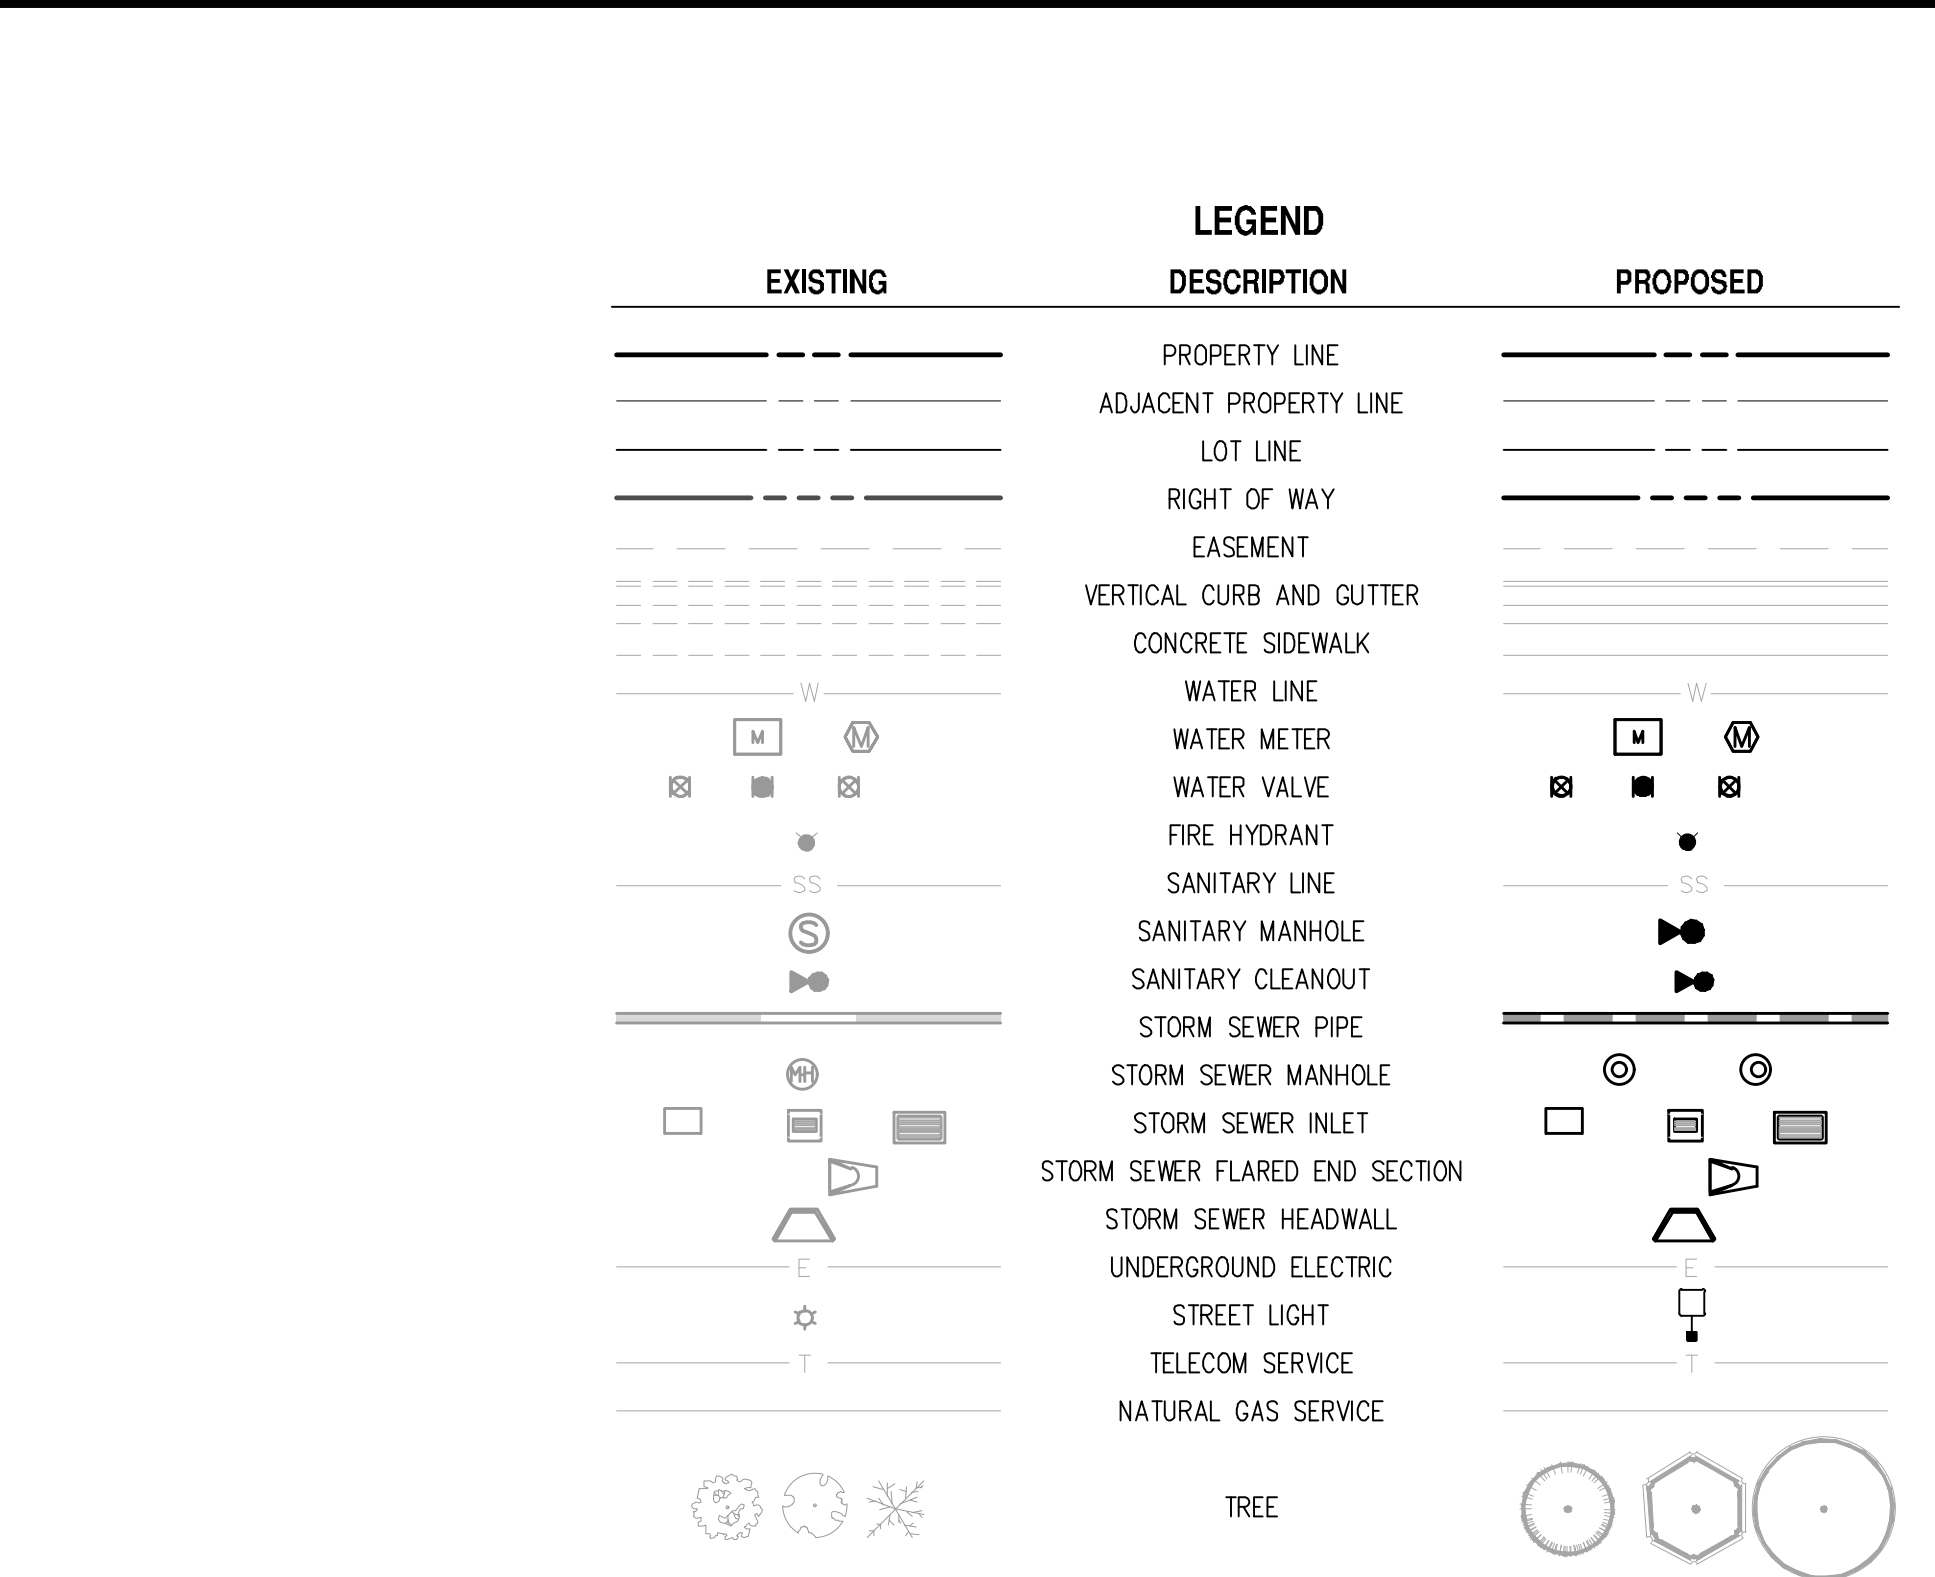 LEGEND
EXISTING DESCRIPTION PROPOSED
PROPERTY LINE
ADJACENT PROPERTY LINE
LOT LINE
RIGHT OF WAY
EASEMENT
VERTICAL CURB AND GUTTER
CONCRETE SIDEWALK
W WATER LINE W
M M WATER METER M M
WATER VALVE
FIRE HYDRANT
SS SANITARY LINE SS
S SANITARY MANHOLE
SANITARY CLEANOUT
STORM SEWER PIPE
MH STORM SEWER MANHOLE
STORM SEWER INLET
STORM SEWER FLARED END SECTION
STORM SEWER HEADWALL
E UNDERGROUND ELECTRIC E
STREET LIGHT
T TELECOM SERVICE T
NATURAL GAS SERVICE
TREE